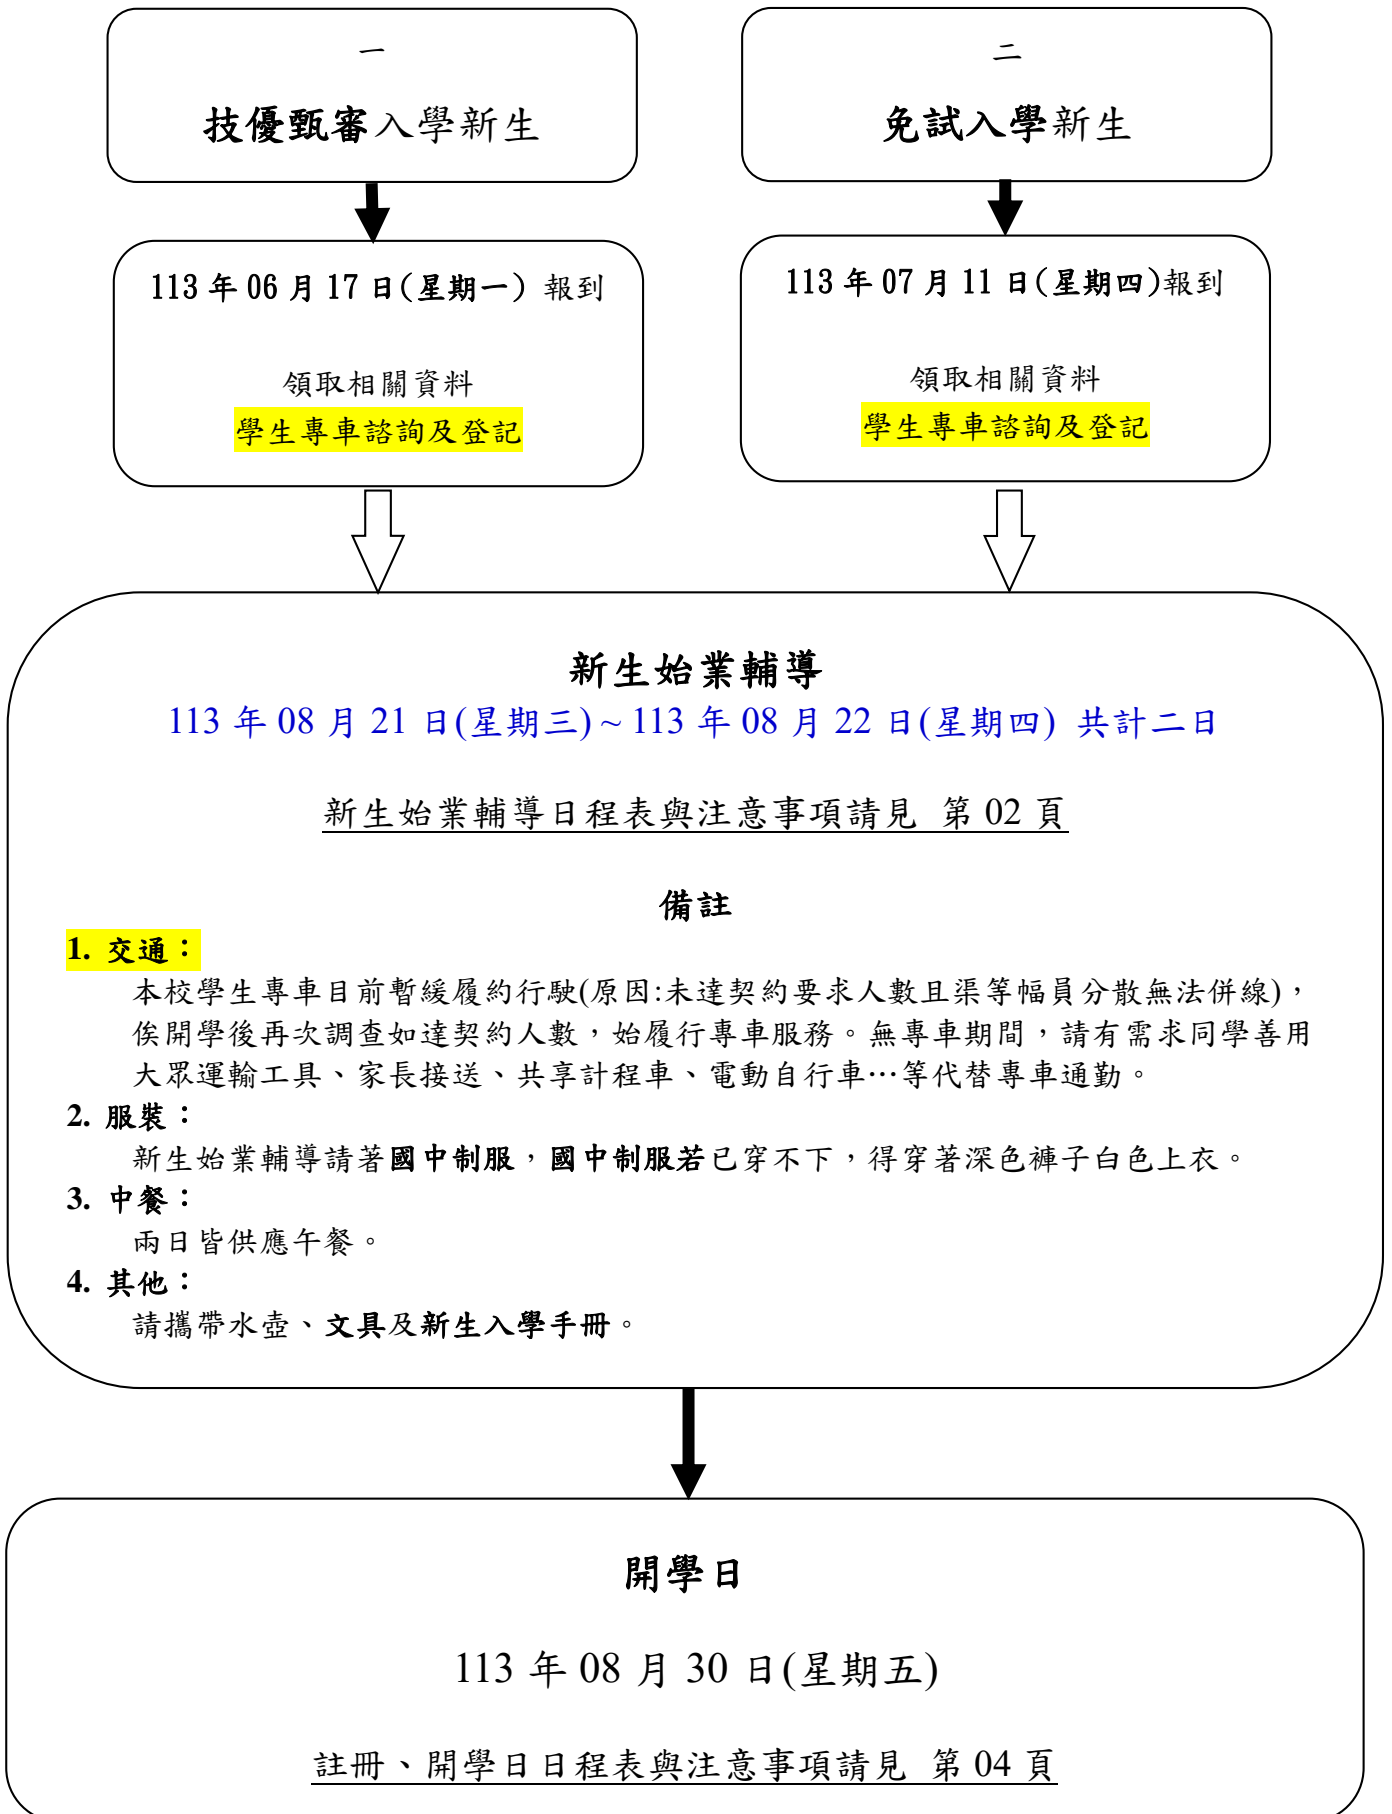 一
技優甄審入學新生
113 年 06 月 17 日(星期一) 報到
領取相關資料
學生專車諮詢及登記
二
免試入學新生
113 年 07 月 11 日(星期四)報到
領取相關資料
學生專車諮詢及登記
新生始業輔導
113 年 08 月 21 日(星期三)~113 年 08 月 22 日(星期四) 共計二日
新生始業輔導日程表與注意事項請見 第 02 頁
備註
1. 交通：
本校學生專車目前暫緩履約行駛(原因:未達契約要求人數且渠等幅員分散無法併線)，
俟開學後再次調查如達契約人數，始履行專車服務。無專車期間，請有需求同學善用
大眾運輸工具、家長接送、共享計程車、電動自行車…等代替專車通勤。
2. 服裝：
新生始業輔導請著國中制服，國中制服若已穿不下，得穿著深色褲子白色上衣。
3. 中餐：
兩日皆供應午餐。
4. 其他：
請攜帶水壺、文具及新生入學手冊。
開學日
113 年 08 月 30 日(星期五)
註冊、開學日日程表與注意事項請見 第 04 頁